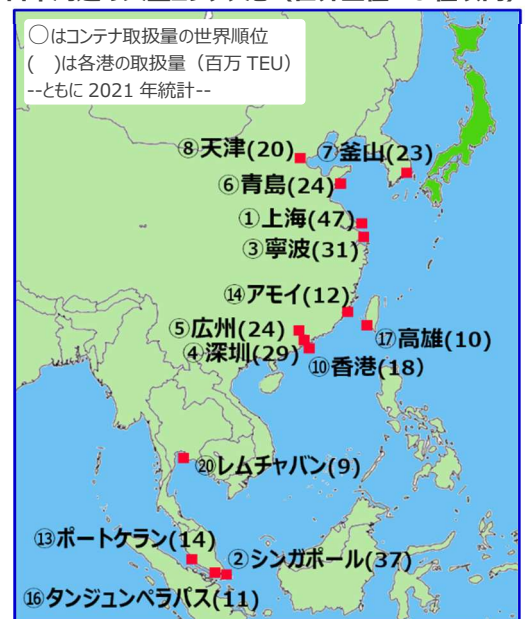 ○はコンテナ取扱量の世界順位
(　)は各港の取扱量（百万 TEU）
--ともに 2021 年統計--
⑧天津(20)
⑦釜山(23)
⑥青島(24)
①上海(47)
③寧波(31)
⑭アモイ(12)
⑤広州(24)
⑰高雄(10)
④深圳(29)
⑩香港(18)
⑳レムチャバン(9)
⑬ポートケラン(14)
②シンガポール(37)
⑯タンジュンペラパス(11)